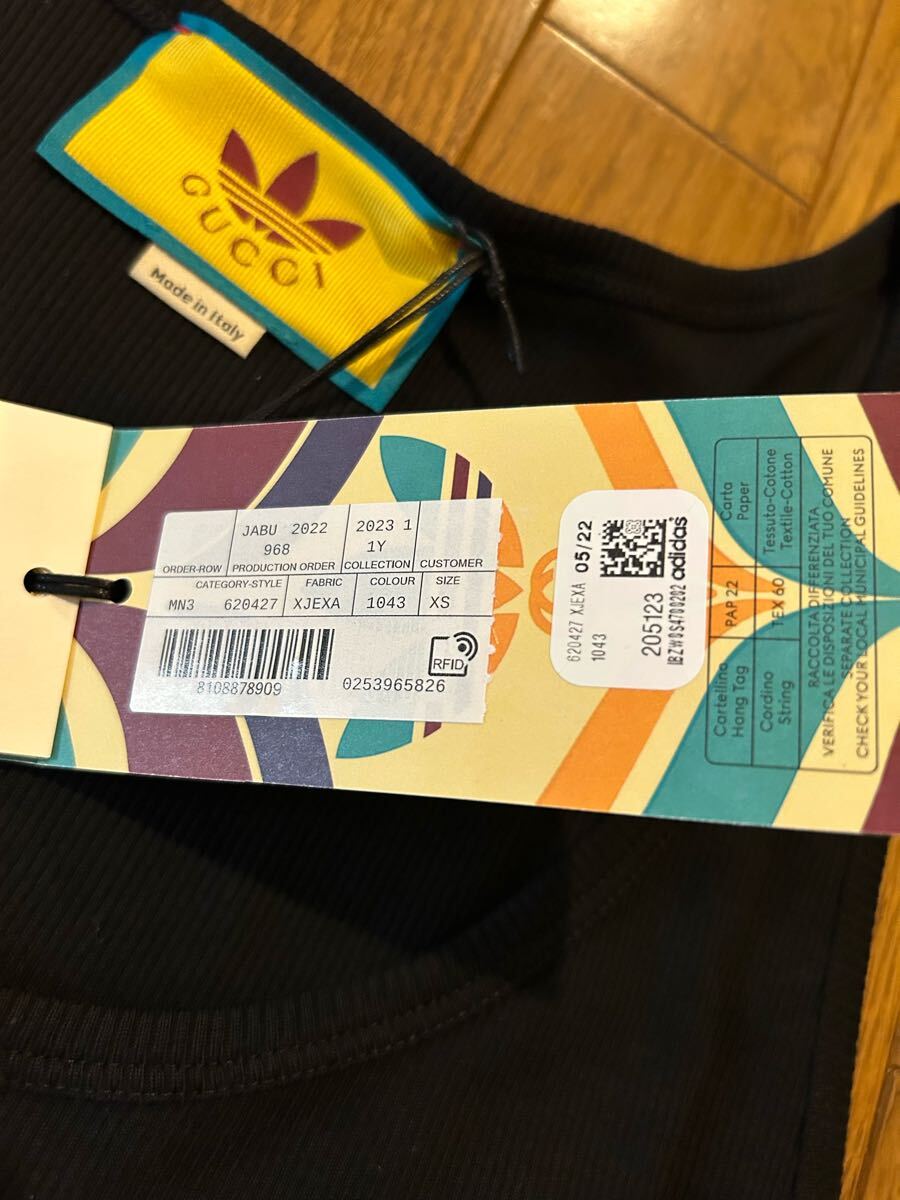 GUCCI
Made in Italy
JABU 2022 2023 1
968 1Y
ORDER-ROW PRODUCTION ORDER COLLECTION CUSTOMER
CATEGORY-STYLE FABRIC COLOUR SIZE
MN3 620427 XJEXA 1043 XS
8108878909
0253965826
RFID
620427 XJEXA 05/22
1043
205123
IBZW0S4700202 adidas
Cartellino PAP 22 Carta
Hang Tag Paper
Cordino TEX 60 Tessuto-Cotone
String Textile-Cotton
RACCOLTA DIFFERENZIATA
VERIFICA LE DISPOSIZIONI DEL TUO COMUNE
SEPARATE COLLECTION
CHECK YOUR LOCAL MUNICIPAL GUIDELINES